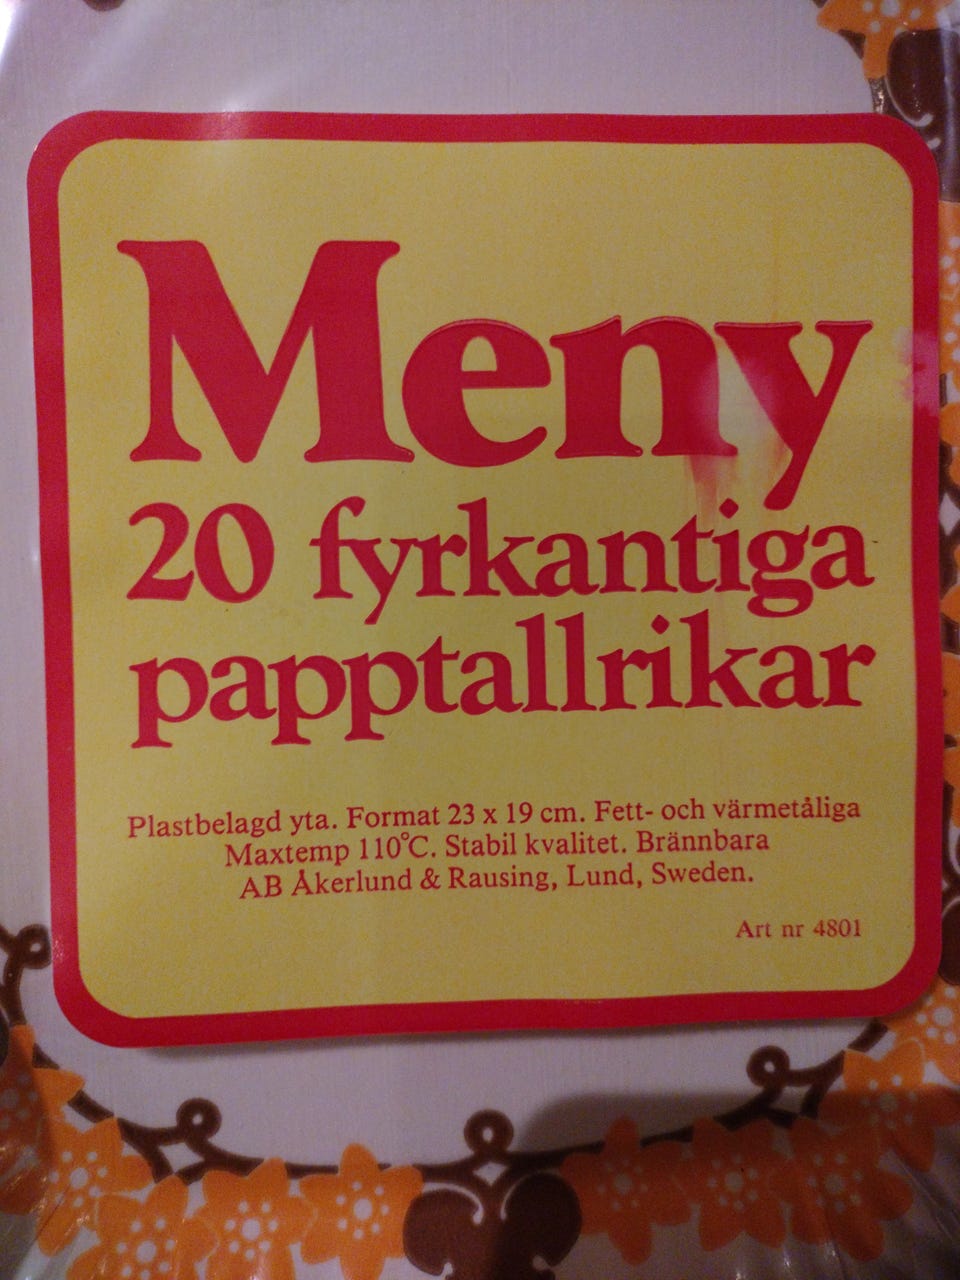 Meny
20 fyrkantiga
papptallrikar
Plastbelagd yta. Format 23 x 19 cm. Fett- och värmetåliga
Maxtemp 110°C. Stabil kvalitet. Brännbara
AB Åkerlund & Rausing, Lund, Sweden.
Art nr 4801